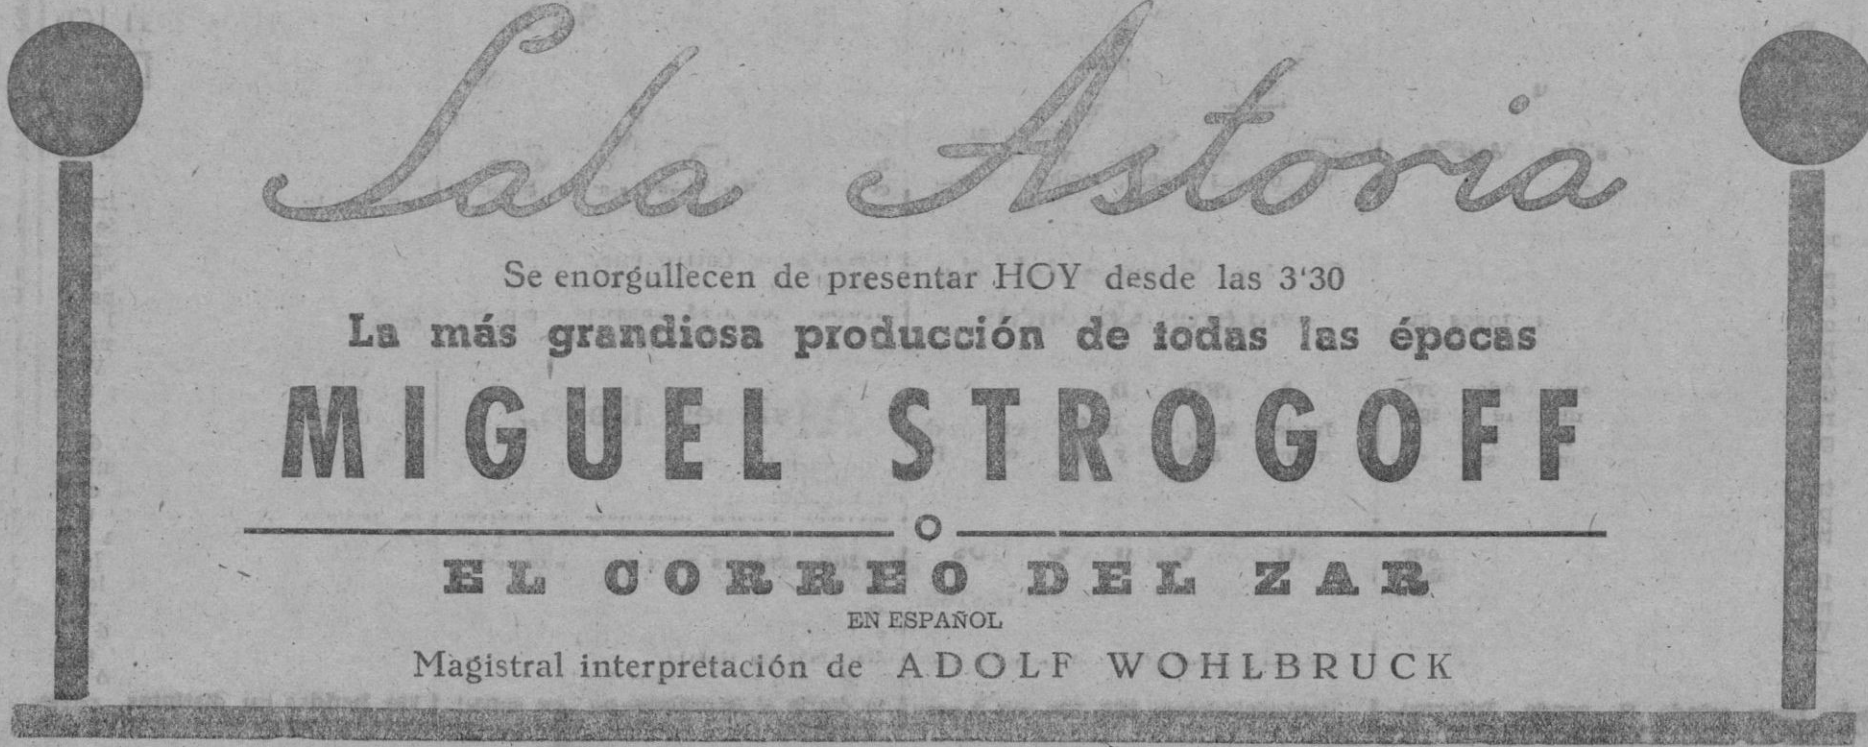 Sala Astoria
Se enorgullecen de presentar HOY desde las 3'30
La más grandiosa producción de todas las épocas
MIGUEL STROGOFF
O
EL CORREO DEL ZAR
EN ESPAÑOL
Magistral interpretación de ADOLF WOHLBRUCK